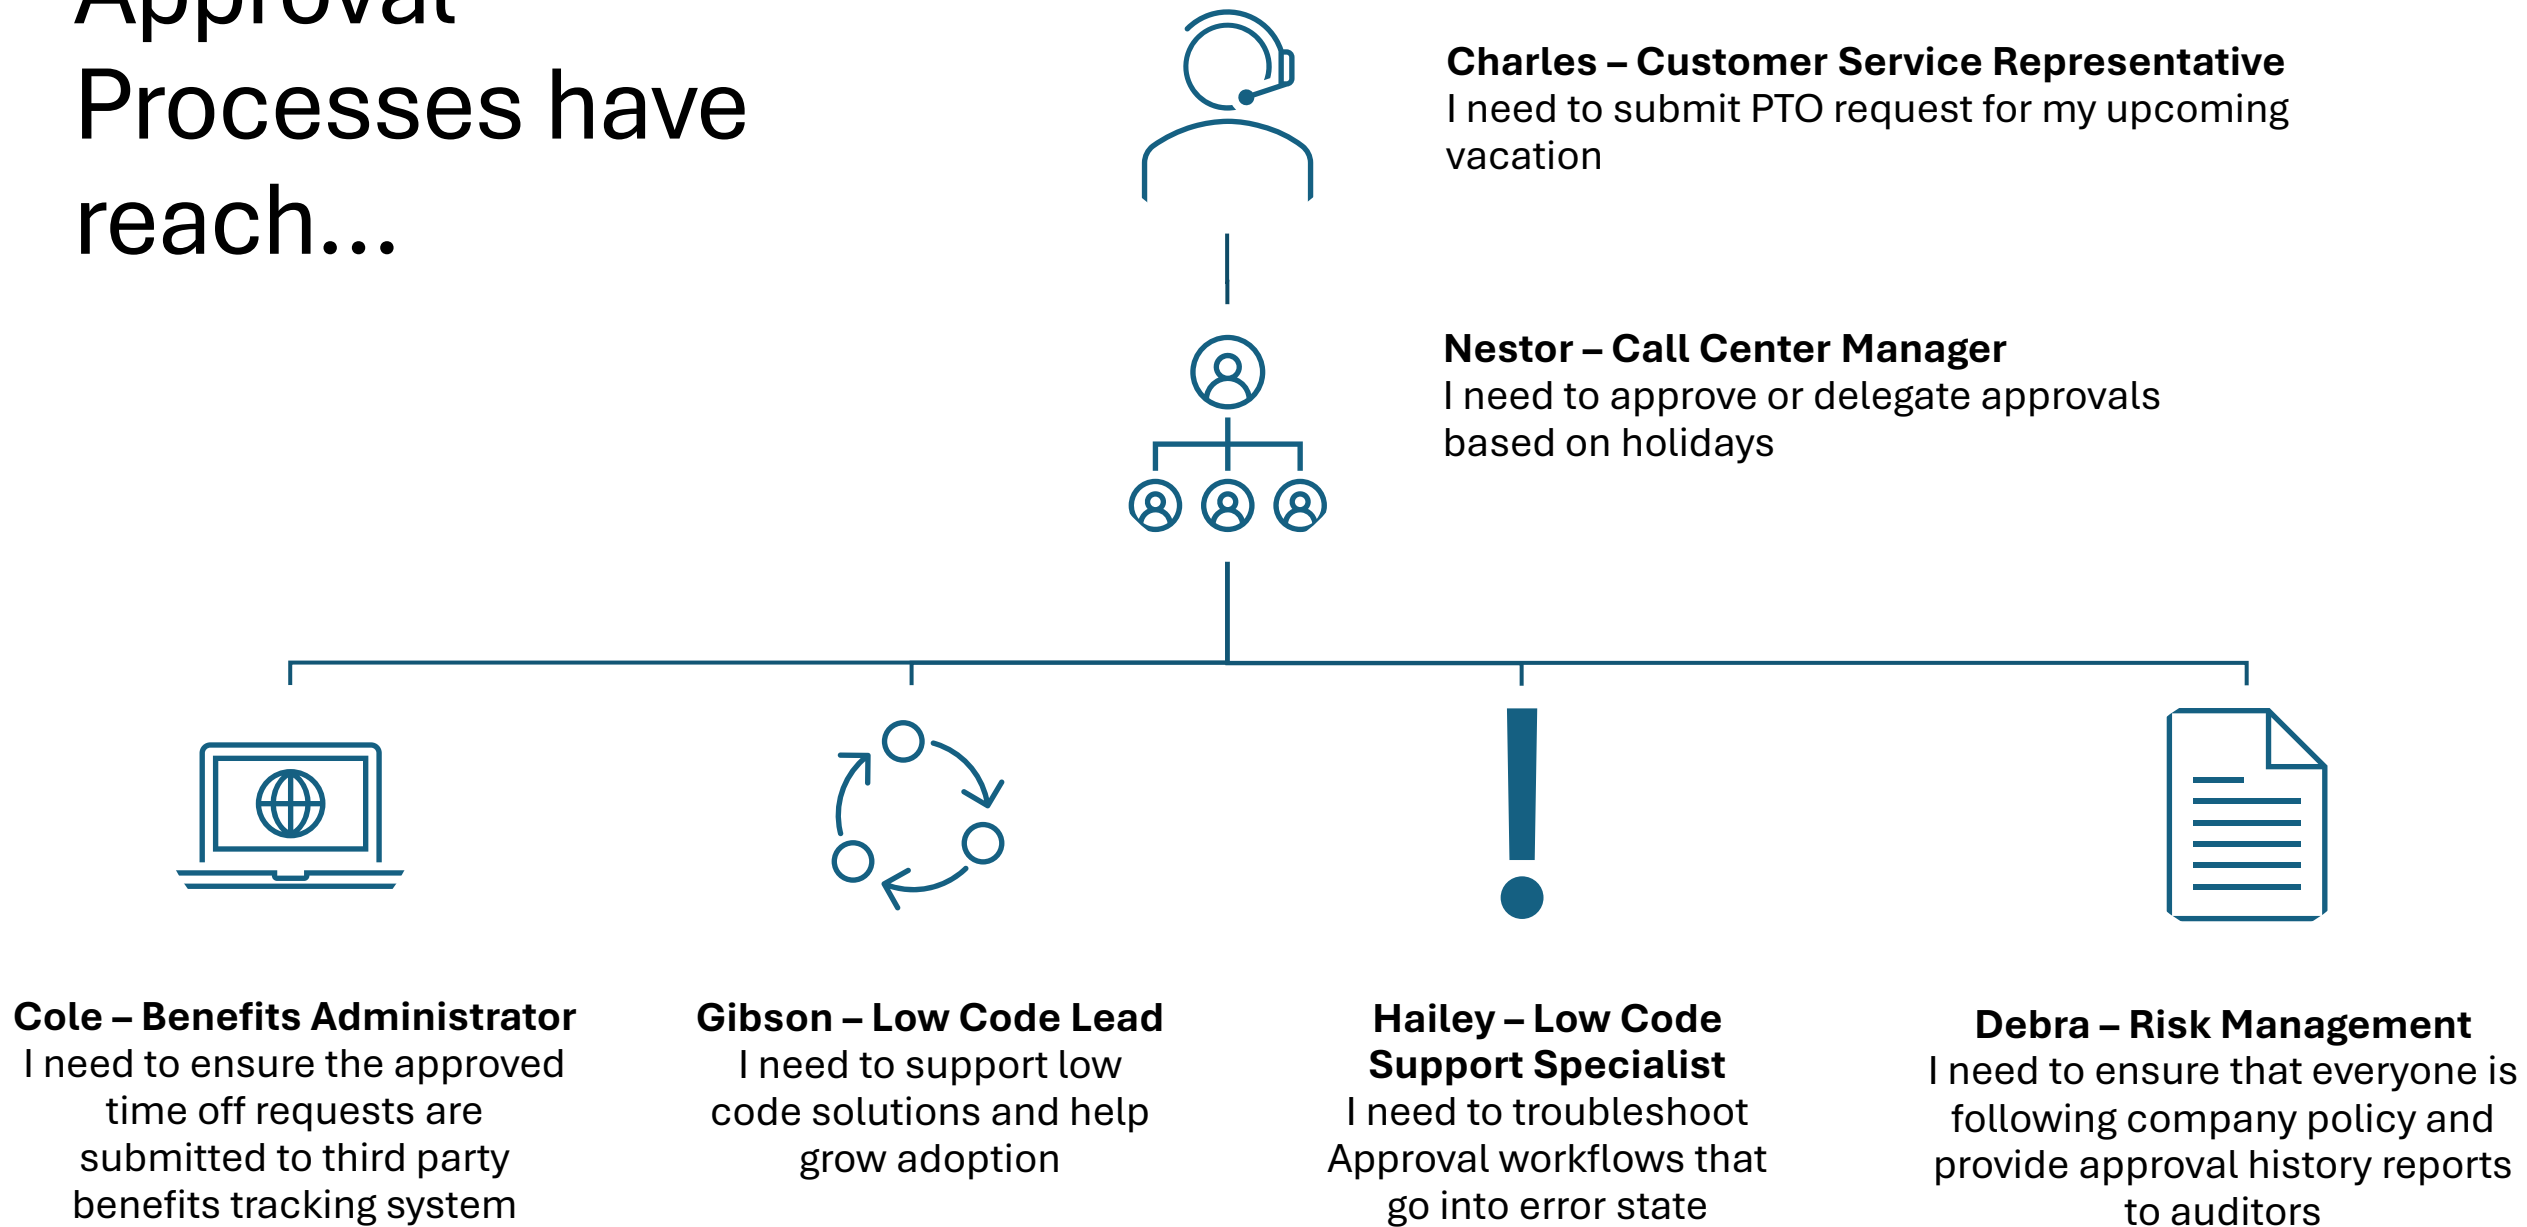 Approval
Processes have
reach...
Charles – Customer Service Representative
I need to submit PTO request for my upcoming
vacation
Nestor – Call Center Manager
I need to approve or delegate approvals
based on holidays
Cole – Benefits Administrator
I need to ensure the approved
time off requests are
submitted to third party
benefits tracking system
Gibson – Low Code Lead
I need to support low
code solutions and help
grow adoption
Hailey – Low Code
Support Specialist
I need to troubleshoot
Approval workflows that
go into error state
Debra – Risk Management
I need to ensure that everyone is
following company policy and
provide approval history reports
to auditors